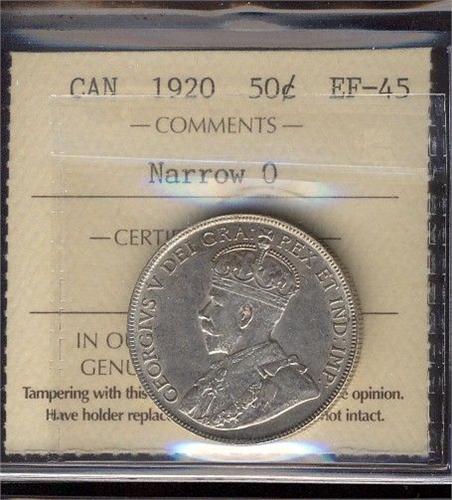 CAN 1920 50¢ EF-45
— COMMENTS —
Narrow 0
— CERTI
GEORGIVS V DEI GRA: REX ET IND: IMP:
IN OU
GENU
Tampering with this e opinion.
Have holder replac not intact.